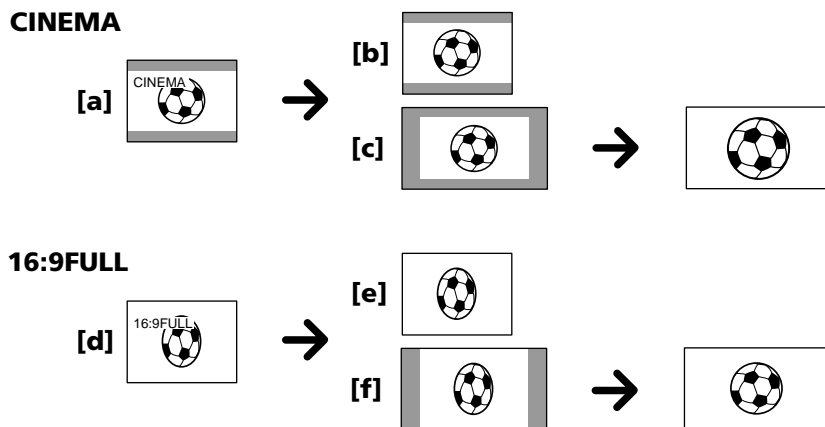 CINEMA
[a]
CINEMA
[b]
[c]
16:9FULL
[d]
16:9FULL
[e]
[f]